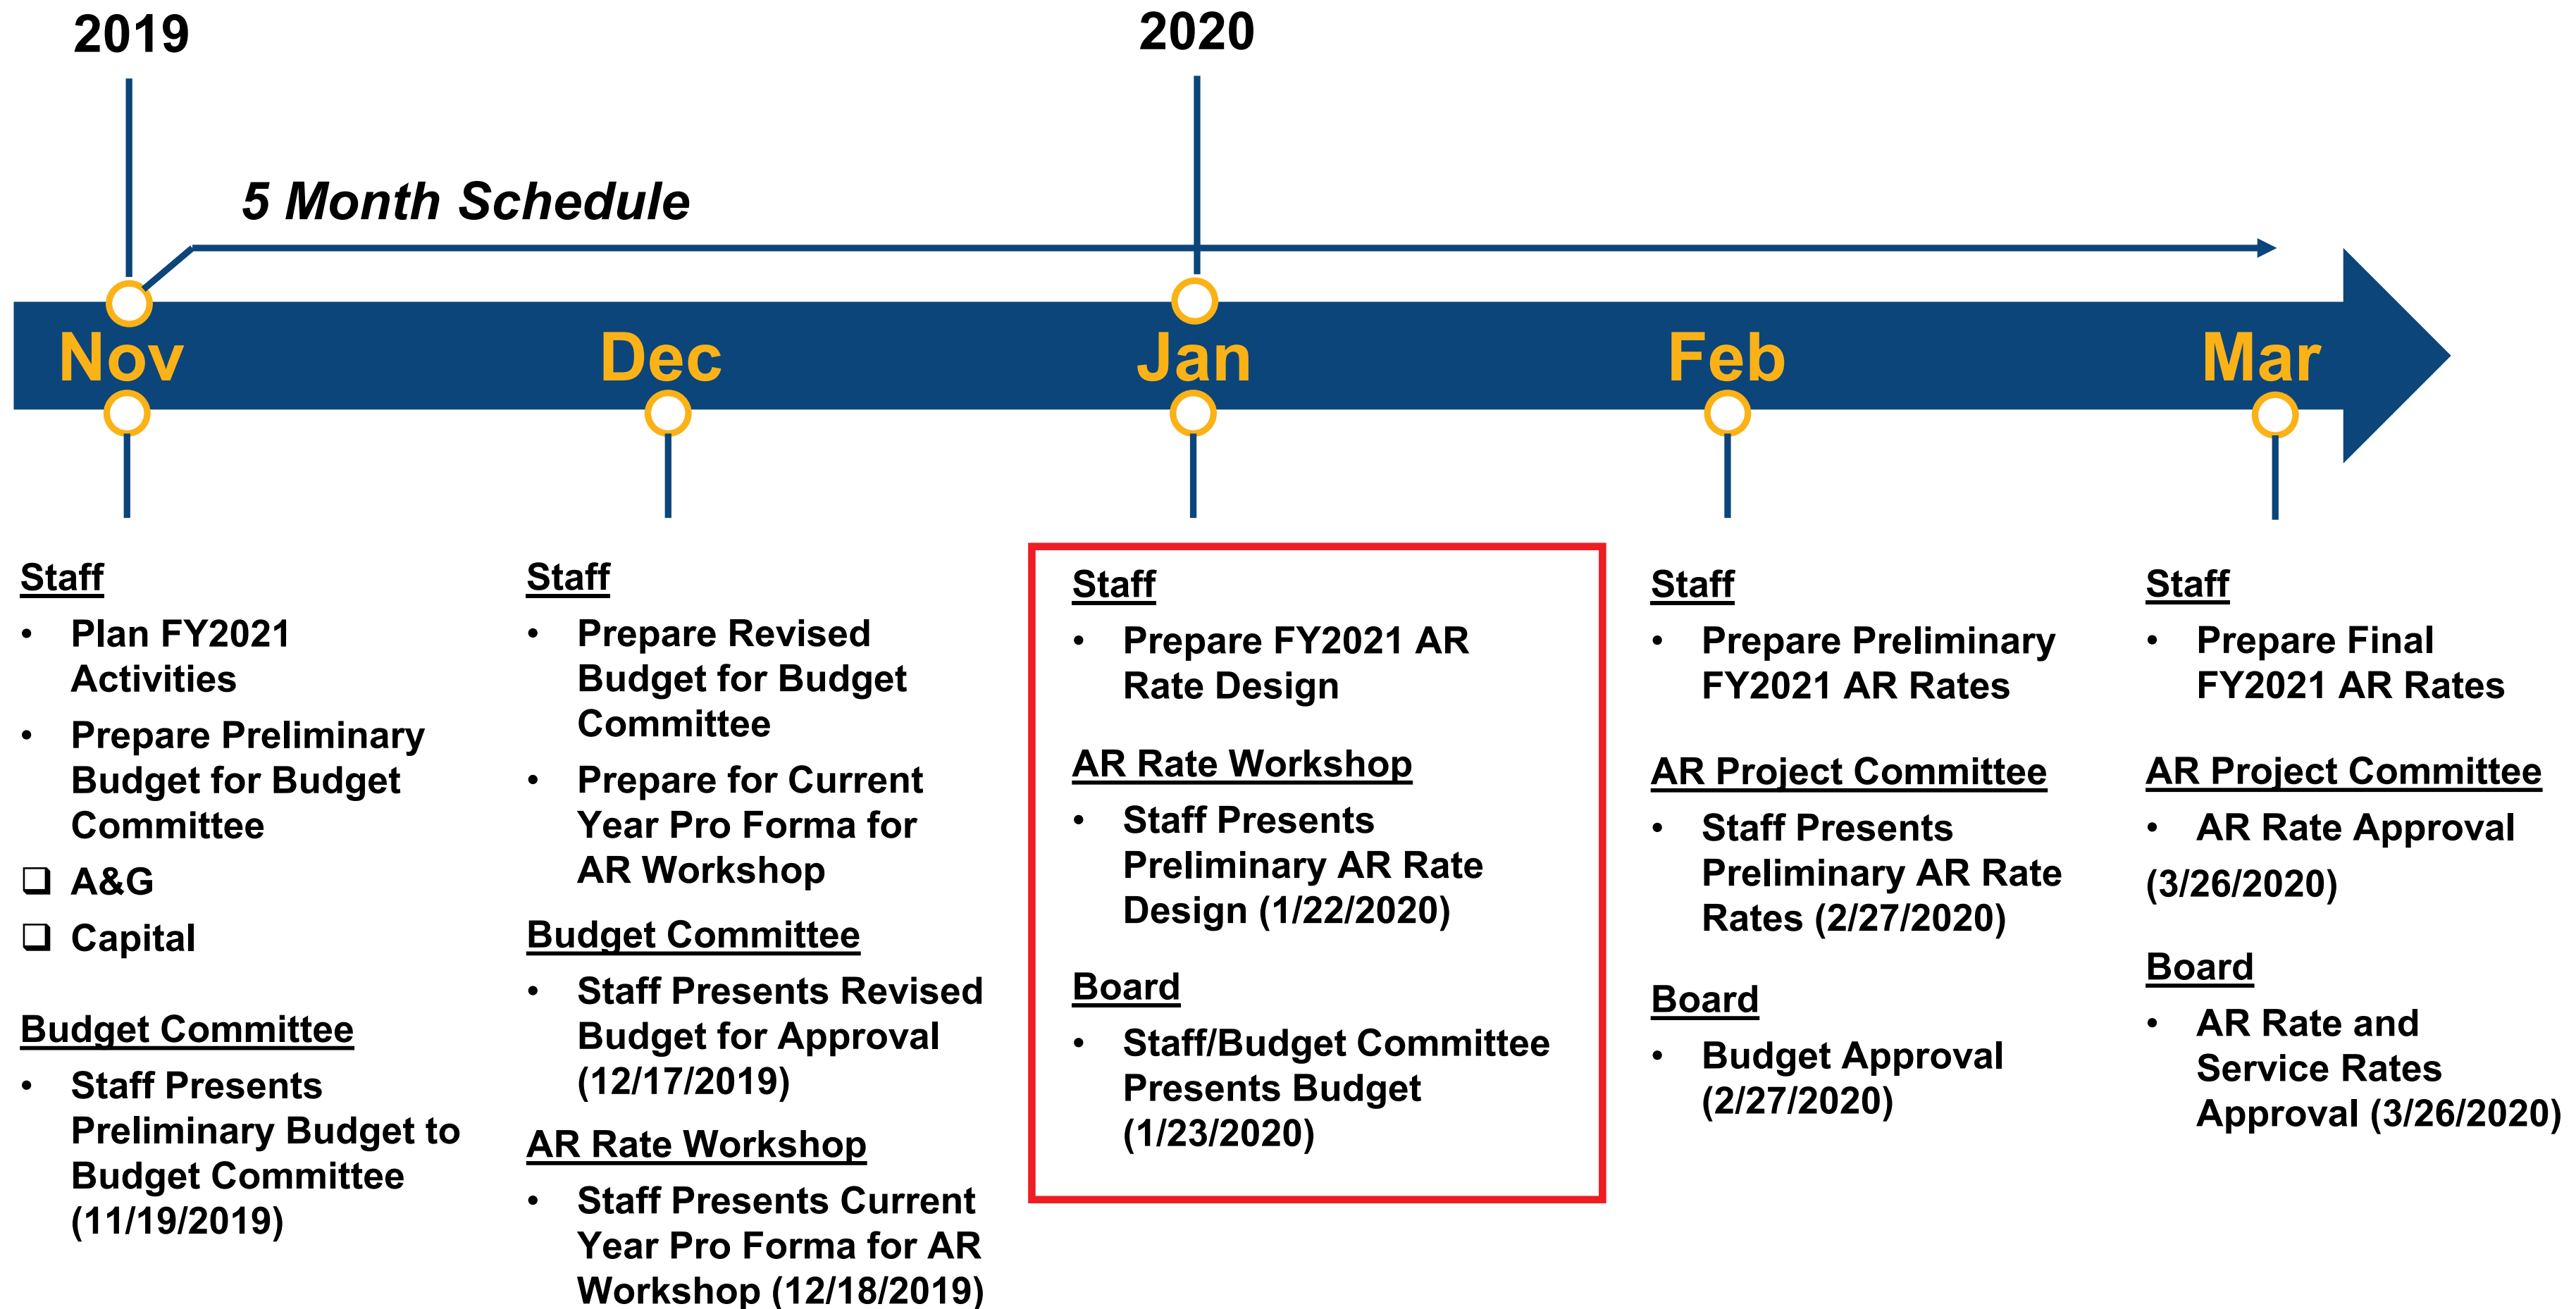 2019
2020
5 Month Schedule
Nov
Dec
Jan
Feb
Mar
Staff
• Plan FY2021
Activities
• Prepare Preliminary
Budget for Budget
Committee
❑ A&G
❑ Capital
Budget Committee
• Staff Presents
Preliminary Budget to
Budget Committee
(11/19/2019)
Staff
• Prepare Revised
Budget for Budget
Committee
• Prepare for Current
Year Pro Forma for
AR Workshop
Budget Committee
• Staff Presents Revised
Budget for Approval
(12/17/2019)
AR Rate Workshop
• Staff Presents Current
Year Pro Forma for AR
Workshop (12/18/2019)
Staff
• Prepare FY2021 AR
Rate Design
AR Rate Workshop
• Staff Presents
Preliminary AR Rate
Design (1/22/2020)
Board
• Staff/Budget Committee
Presents Budget
(1/23/2020)
Staff
• Prepare Preliminary
FY2021 AR Rates
AR Project Committee
• Staff Presents
Preliminary AR Rate
Rates (2/27/2020)
Board
• Budget Approval
(2/27/2020)
Staff
• Prepare Final
FY2021 AR Rates
AR Project Committee
• AR Rate Approval
(3/26/2020)
Board
• AR Rate and
Service Rates
Approval (3/26/2020)